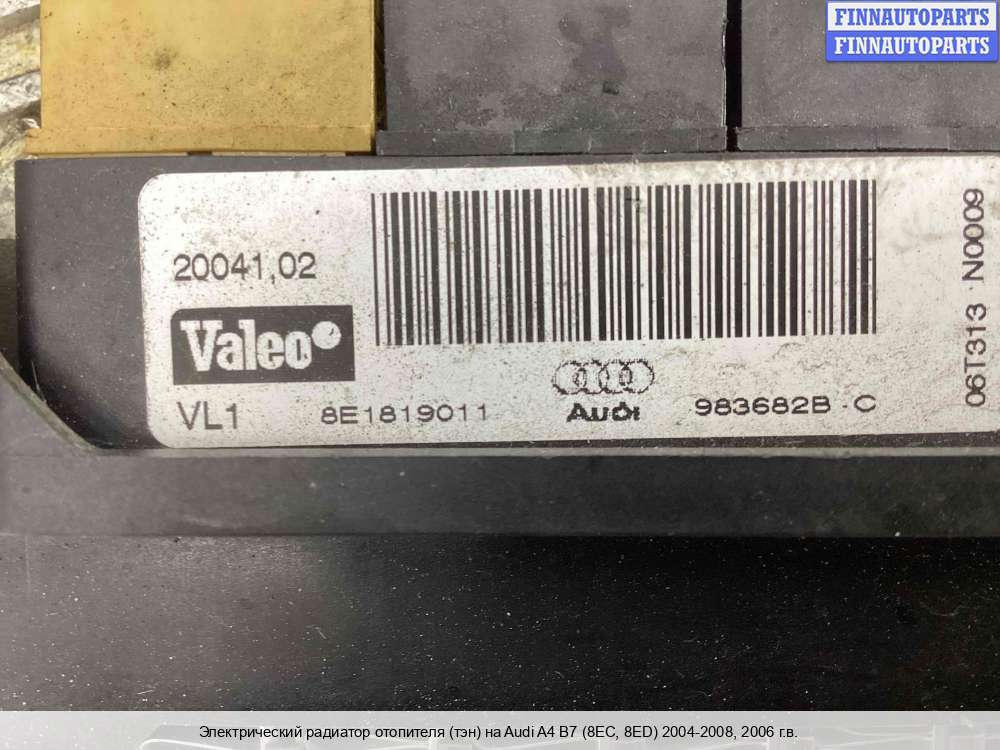 FINNAUTOPARTS
FINNAUTOPARTS
20041,02
Valeo
VL1
8E1819011
Audi
983682B-C
06T313 N0009
Электрический радиатор отопителя (тэн) на Audi A4 B7 (8EC, 8ED) 2004-2008, 2006 г.в.